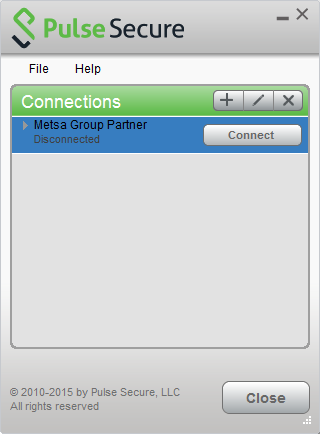 Pulse Secure
File Help
Connections
Metsa Group Partner
Disconnected
Connect
© 2010-2015 by Pulse Secure, LLC
All rights reserved
Close